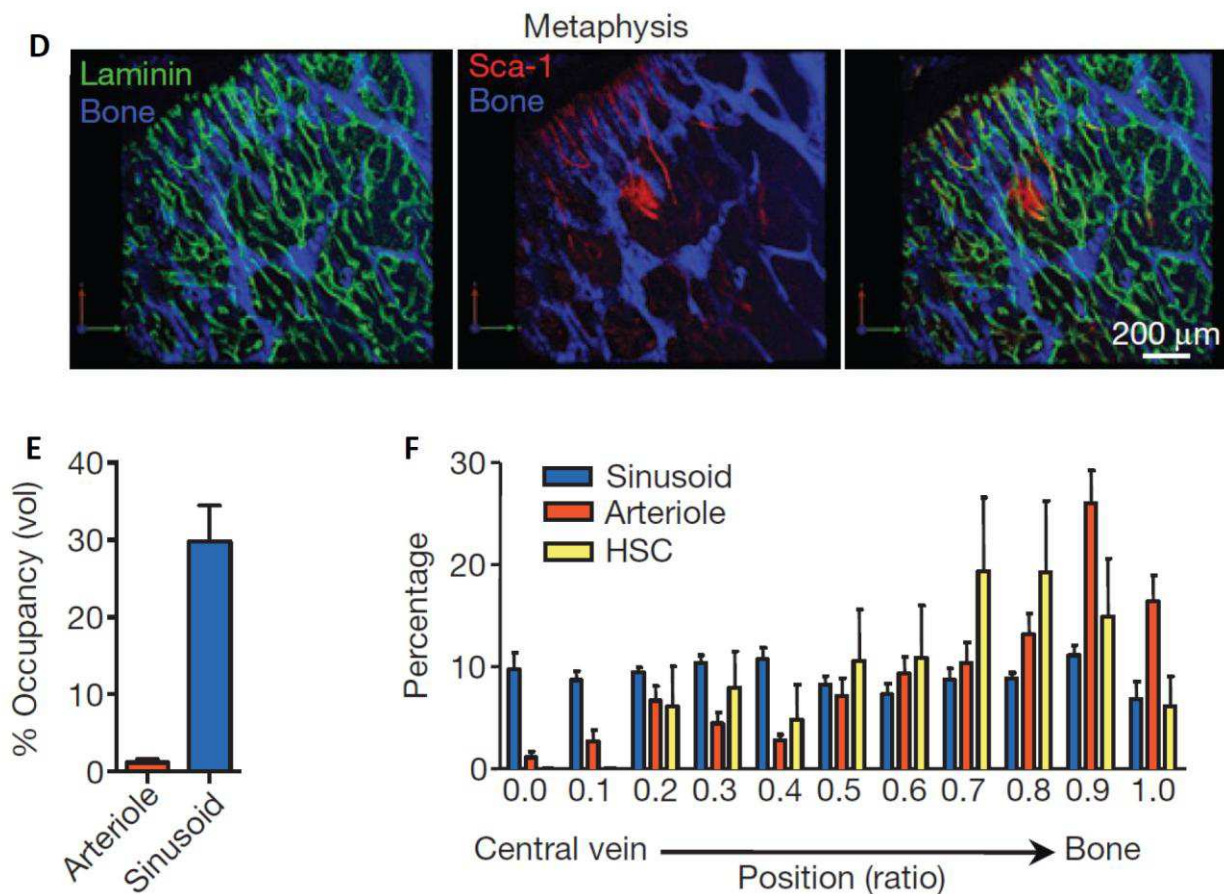 Metaphysis
D
Laminin
Bone
Sca-1
Bone
200 μm
E
% Occupancy (vol)
40
30
20
10
0
Arteriole
Sinusoid
F
Percentage
30
20
10
0
Sinusoid
Arteriole
HSC
0.0 0.1 0.2 0.3 0.4 0.5 0.6 0.7 0.8 0.9 1.0
Central vein Bone
Position (ratio)